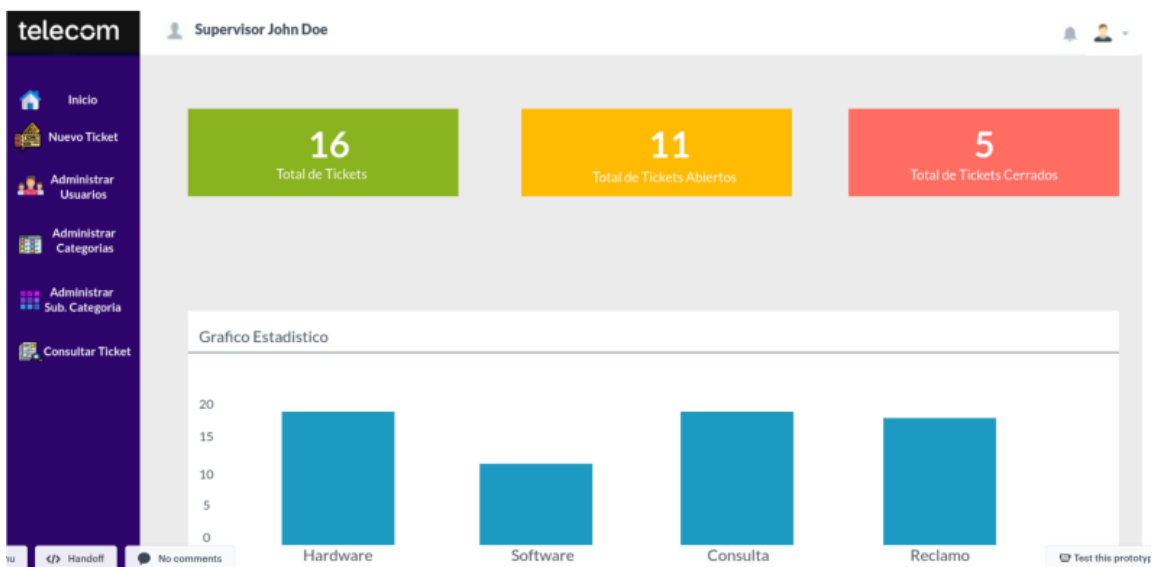 telecom
Supervisor John Doe
Inicio
Nuevo Ticket
Administrar
Usuarios
Administrar
Categorias
Administrar
Sub. Categoria
Consultar Ticket
16
Total de Tickets
11
Total de Tickets Abiertos
5
Total de Tickets Cerrados
Grafico Estadistico
20
15
10
5
0
Hardware
Software
Consulta
Reclamo
nu
</> Handoff
No comments
Test this prototyp